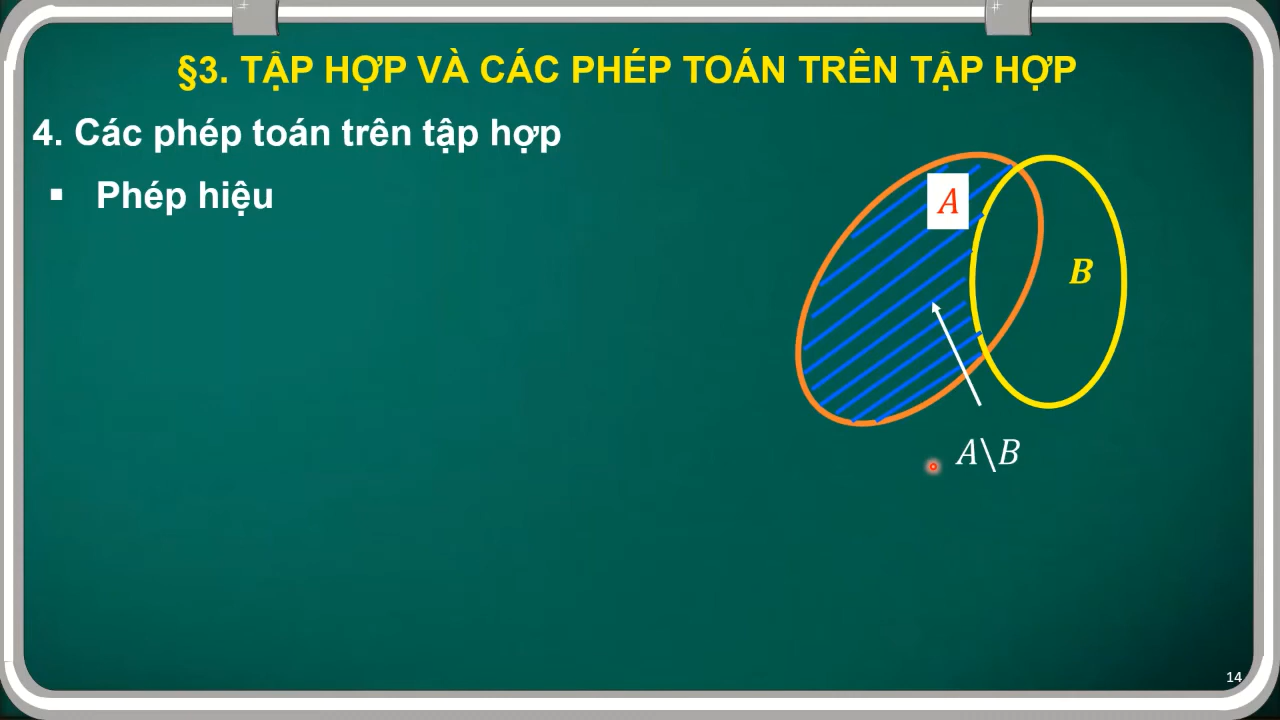 §3. TẬP HỢP VÀ CÁC PHÉP TOÁN TRÊN TẬP HỢP
4. Các phép toán trên tập hợp
▪ Phép hiệu
A
B
A\B
14